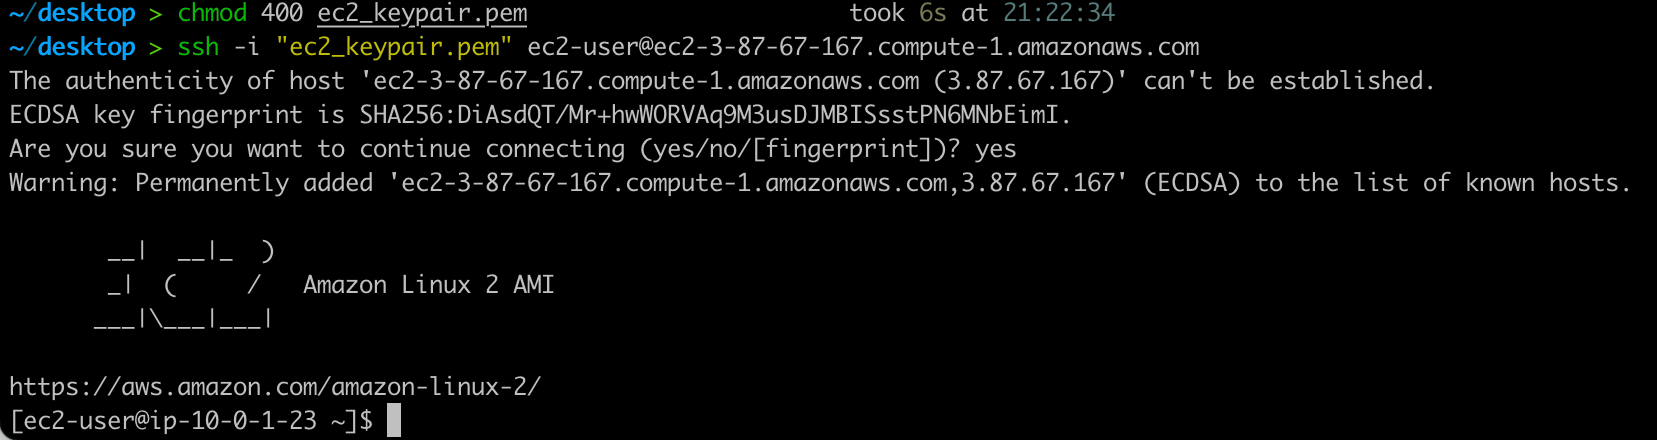 ~/desktop > chmod 400 ec2_keypair.pem                       took 6s at 21:22:34
~/desktop > ssh -i "ec2_keypair.pem" ec2-user@ec2-3-87-67-167.compute-1.amazonaws.com
The authenticity of host 'ec2-3-87-67-167.compute-1.amazonaws.com (3.87.67.167)' can't be established.
ECDSA key fingerprint is SHA256:DiAsdQT/Mr+hwWORVAq9M3usDJMBISsstPN6MNbEimI.
Are you sure you want to continue connecting (yes/no/[fingerprint])? yes
Warning: Permanently added 'ec2-3-87-67-167.compute-1.amazonaws.com,3.87.67.167' (ECDSA) to the list of known hosts.

       __|  __|_  )
       _|  (     /   Amazon Linux 2 AMI
      ___|\___|___|

https://aws.amazon.com/amazon-linux-2/
[ec2-user@ip-10-0-1-23 ~]$